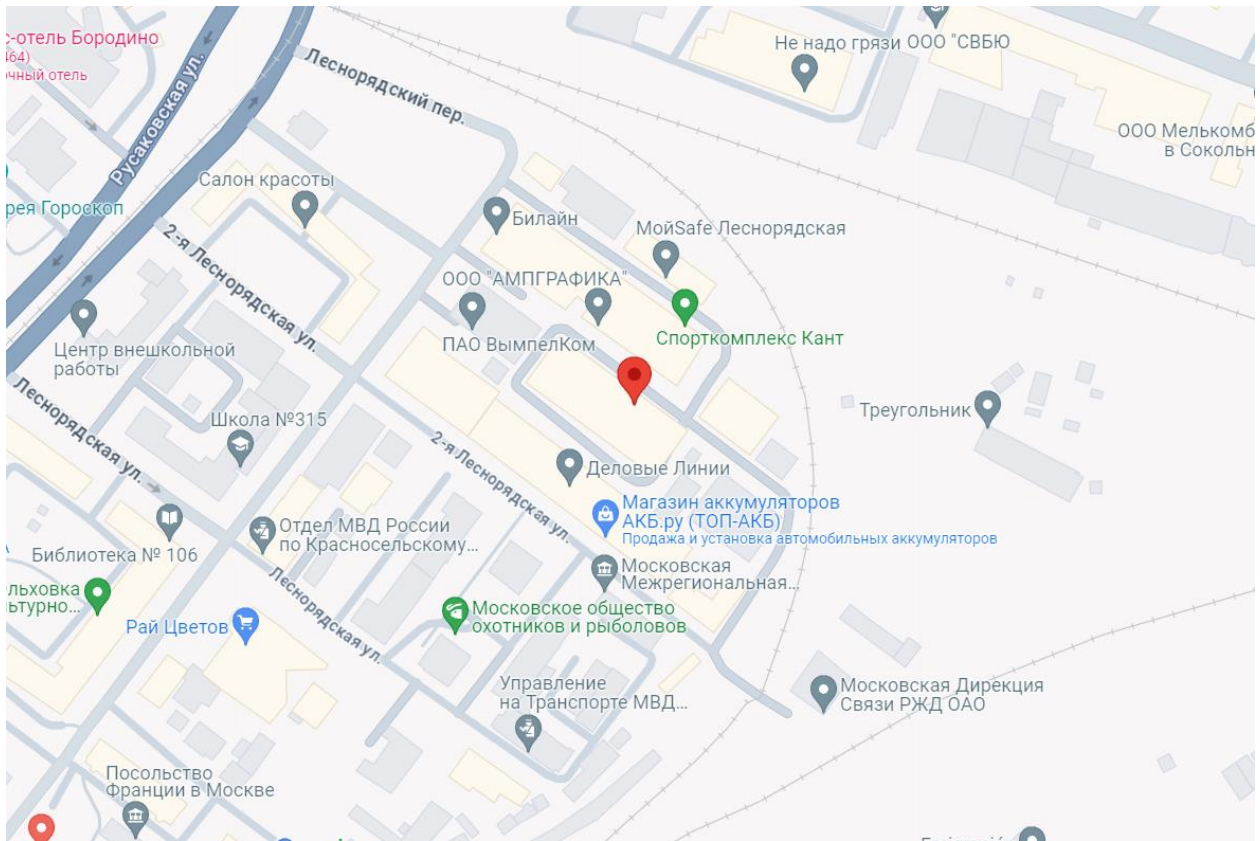 с-отель Бородино
464)
очный отель
Русаковская ул.
Леснорядский пер.
Не надо грязи ООО "СВБЮ
ООО Мелькомб
в Сокольн
Салон красоты
рея Гороскоп
Билайн
МойSafe Леснорядская
2-я Леснорядская ул.
ООО "АМПГРАФИКА"
ПАО ВымпелКом
Спорткомплекс Кант
Центр внешкольной
работы
Леснорядская ул.
Школа №315
Треугольник
2-я Леснорядская ул.
Деловые Линии
Магазин аккумуляторов
АКБ.ру (ТОП-АКБ)
Продажа и установка автомобильных аккумуляторов
Отдел МВД России
по Красносельскому...
Библиотека № 106
Московская
Межрегиональная...
льховка
ьтурно...
Леснорядская ул.
Рай Цветов
Московское общество
охотников и рыболовов
Управление
на Транспорте МВД...
Московская Дирекция
Связи РЖД ОАО
Посольство
Франции в Москве